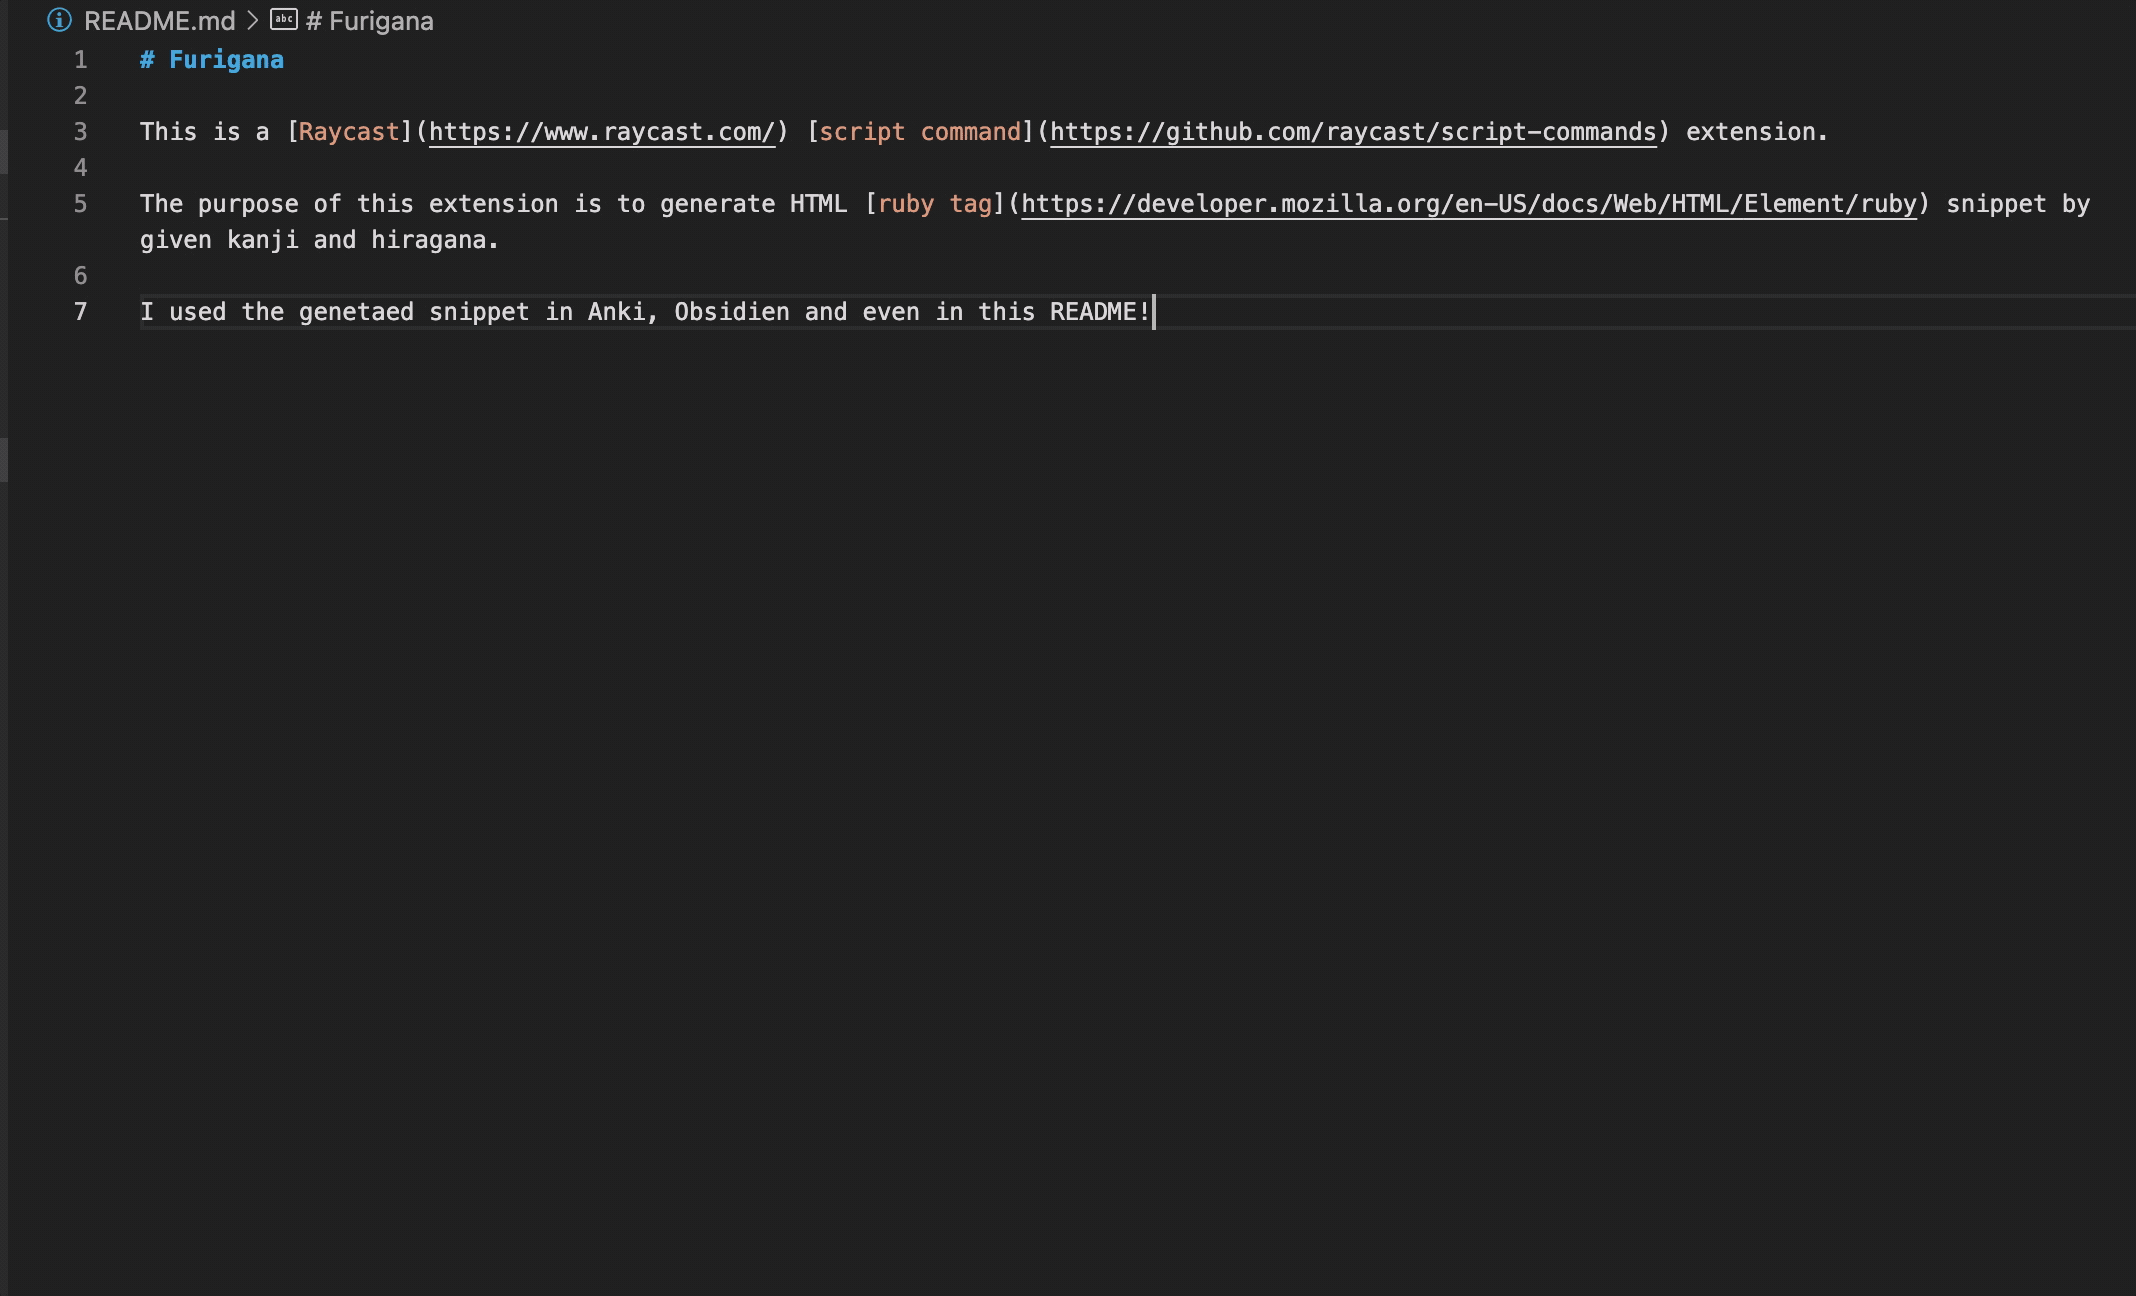 README.md > # Furigana
1 # Furigana
2
3 This is a [Raycast](https://www.raycast.com/) [script command](https://github.com/raycast/script-commands) extension.
4
5 The purpose of this extension is to generate HTML [ruby tag](https://developer.mozilla.org/en-US/docs/Web/HTML/Element/ruby) snippet by
given kanji and hiragana.
6
7 I used the genetaed snippet in Anki, Obsidien and even in this README!